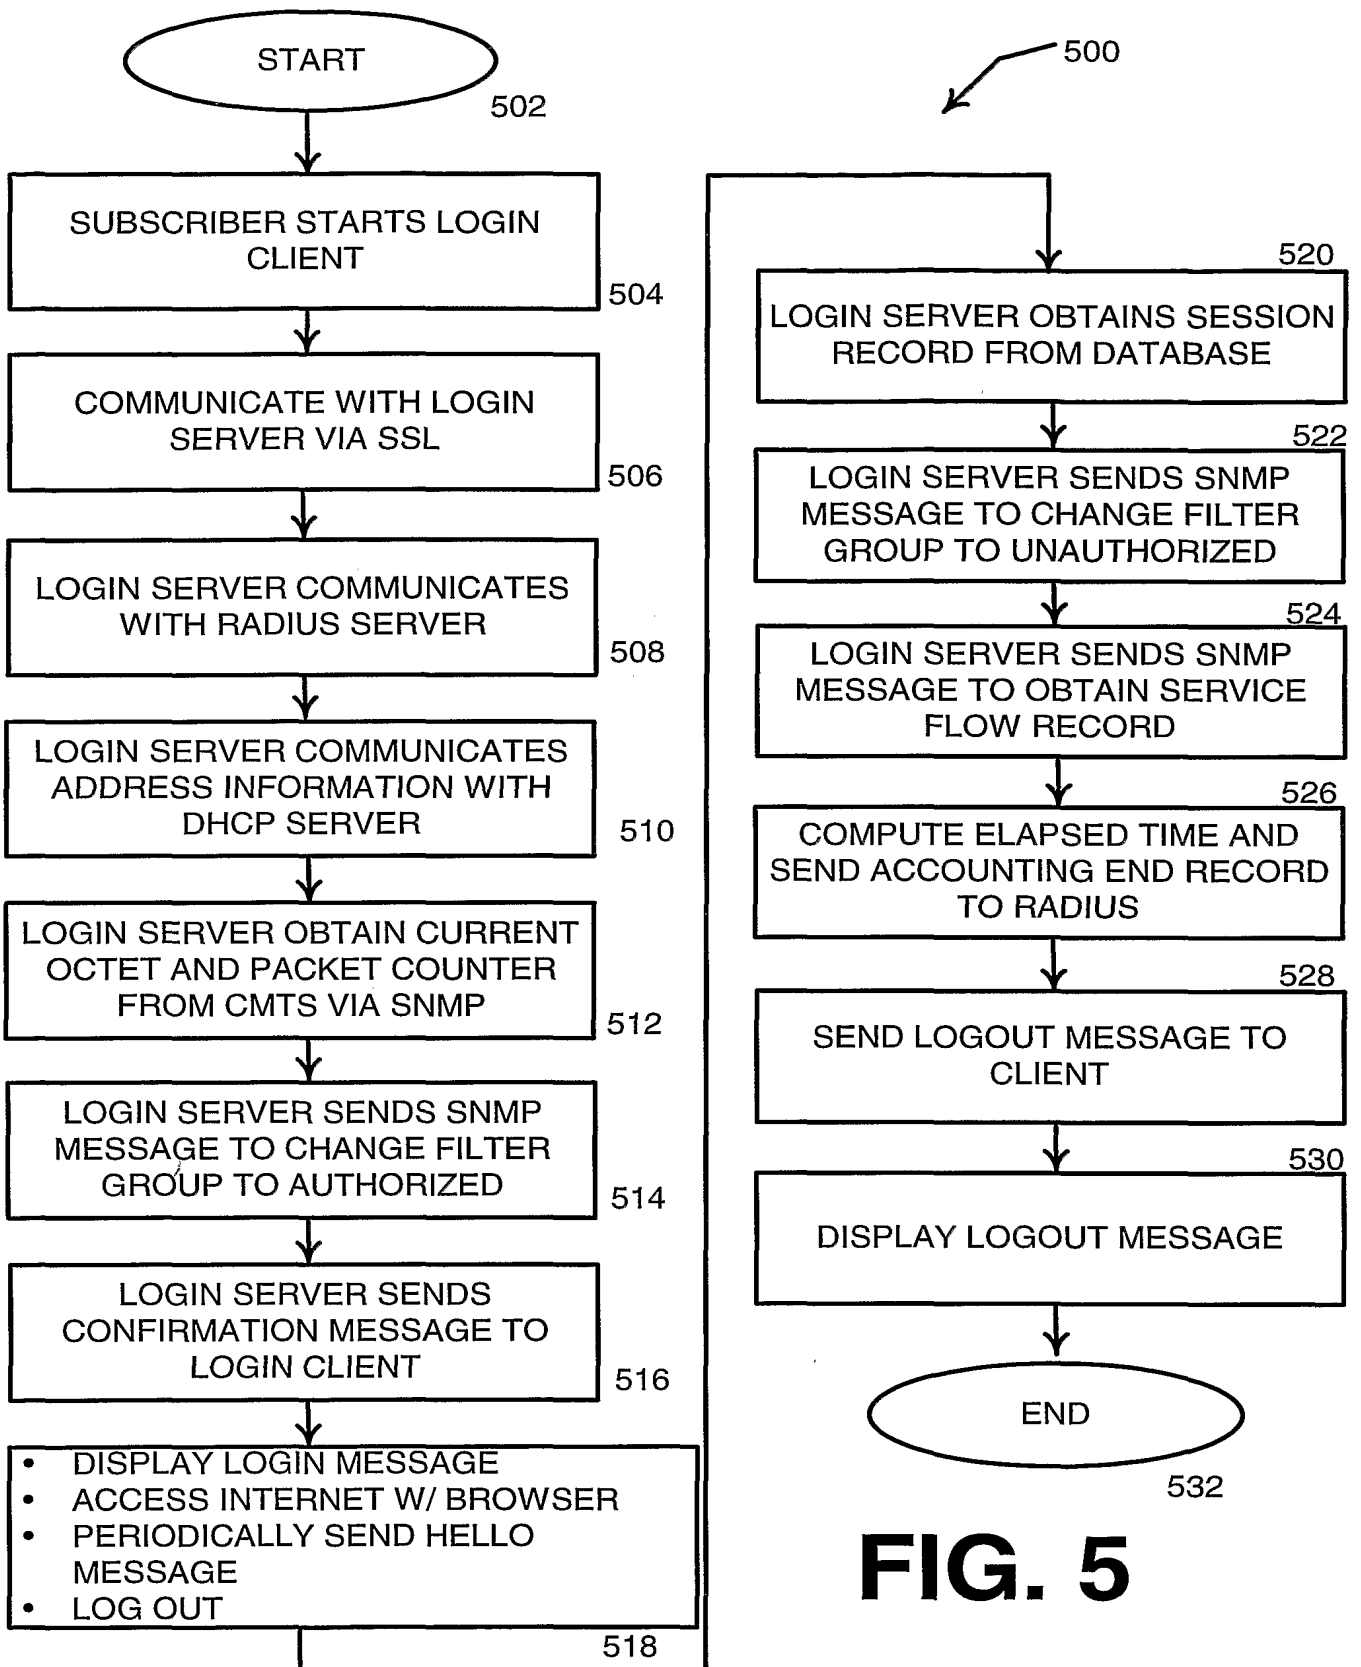 START
502
SUBSCRIBER STARTS LOGIN
CLIENT
504
COMMUNICATE WITH LOGIN
SERVER VIA SSL
506
LOGIN SERVER COMMUNICATES
WITH RADIUS SERVER
508
LOGIN SERVER COMMUNICATES
ADDRESS INFORMATION WITH
DHCP SERVER
510
LOGIN SERVER OBTAIN CURRENT
OCTET AND PACKET COUNTER
FROM CMTS VIA SNMP
512
LOGIN SERVER SENDS SNMP
MESSAGE TO CHANGE FILTER
GROUP TO AUTHORIZED
514
LOGIN SERVER SENDS
CONFIRMATION MESSAGE TO
LOGIN CLIENT
516
• DISPLAY LOGIN MESSAGE
• ACCESS INTERNET W/ BROWSER
• PERIODICALLY SEND HELLO
MESSAGE
• LOG OUT
518
500
520
LOGIN SERVER OBTAINS SESSION
RECORD FROM DATABASE
522
LOGIN SERVER SENDS SNMP
MESSAGE TO CHANGE FILTER
GROUP TO UNAUTHORIZED
524
LOGIN SERVER SENDS SNMP
MESSAGE TO OBTAIN SERVICE
FLOW RECORD
526
COMPUTE ELAPSED TIME AND
SEND ACCOUNTING END RECORD
TO RADIUS
528
SEND LOGOUT MESSAGE TO
CLIENT
530
DISPLAY LOGOUT MESSAGE
END
532
FIG. 5